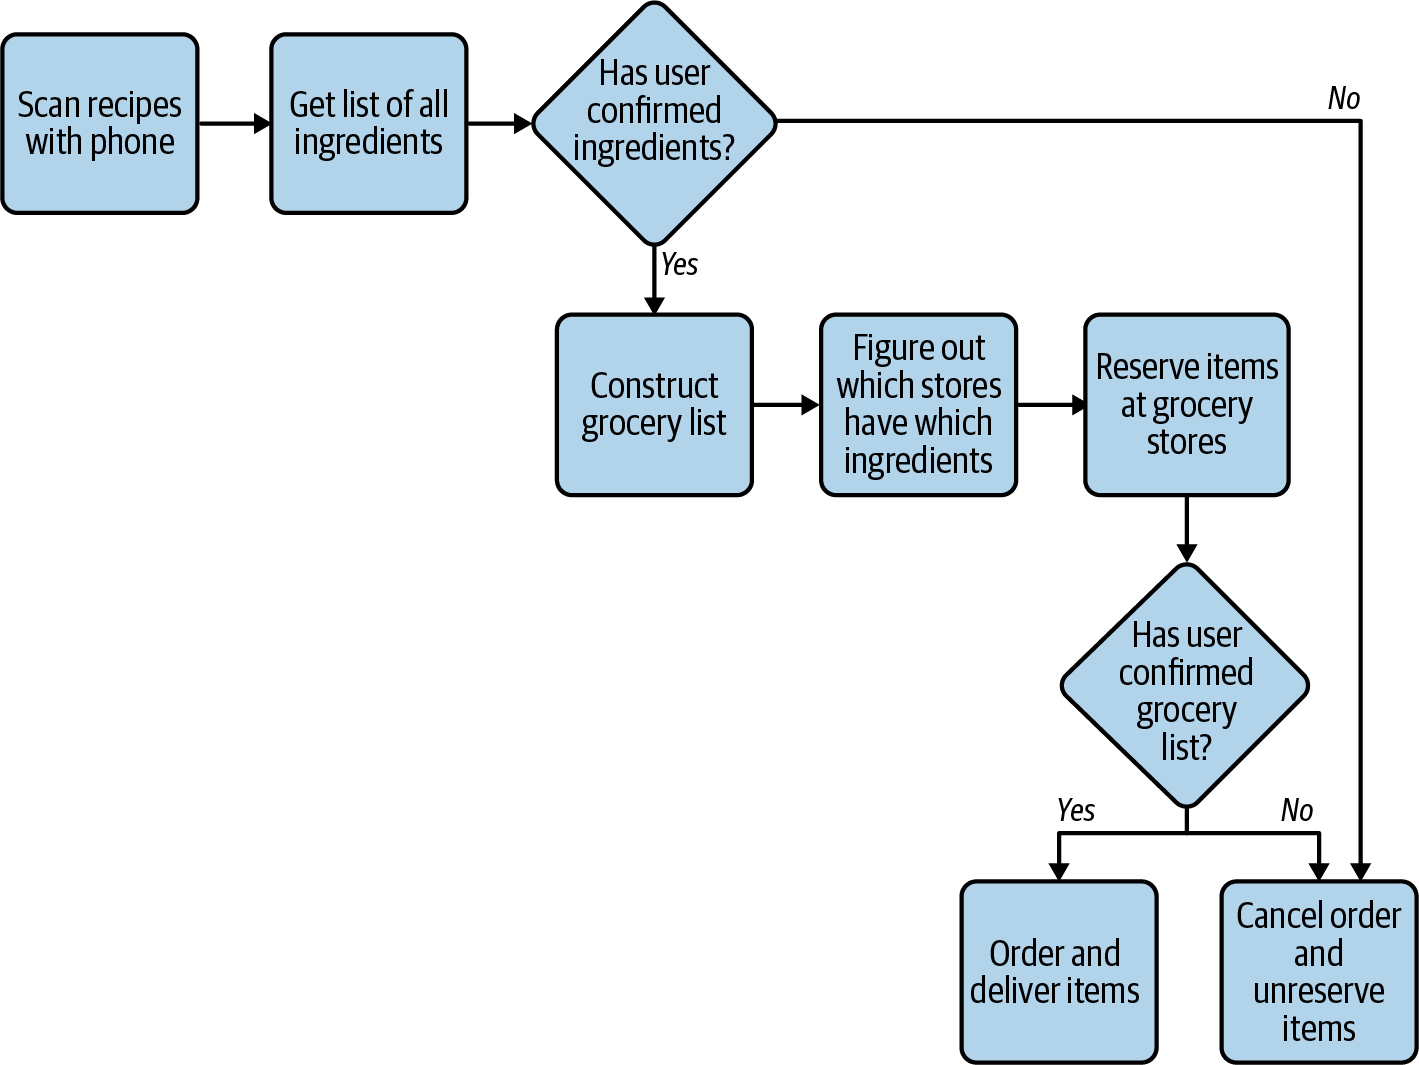 Scan recipes
with phone
Get list of all
ingredients
Has user
confirmed
ingredients?
No
Yes
Construct
grocery list
Figure out
which stores
have which
ingredients
Reserve items
at grocery
stores
Has user
confirmed
grocery
list?
Yes
No
Order and
deliver items
Cancel order
and
unreserve
items